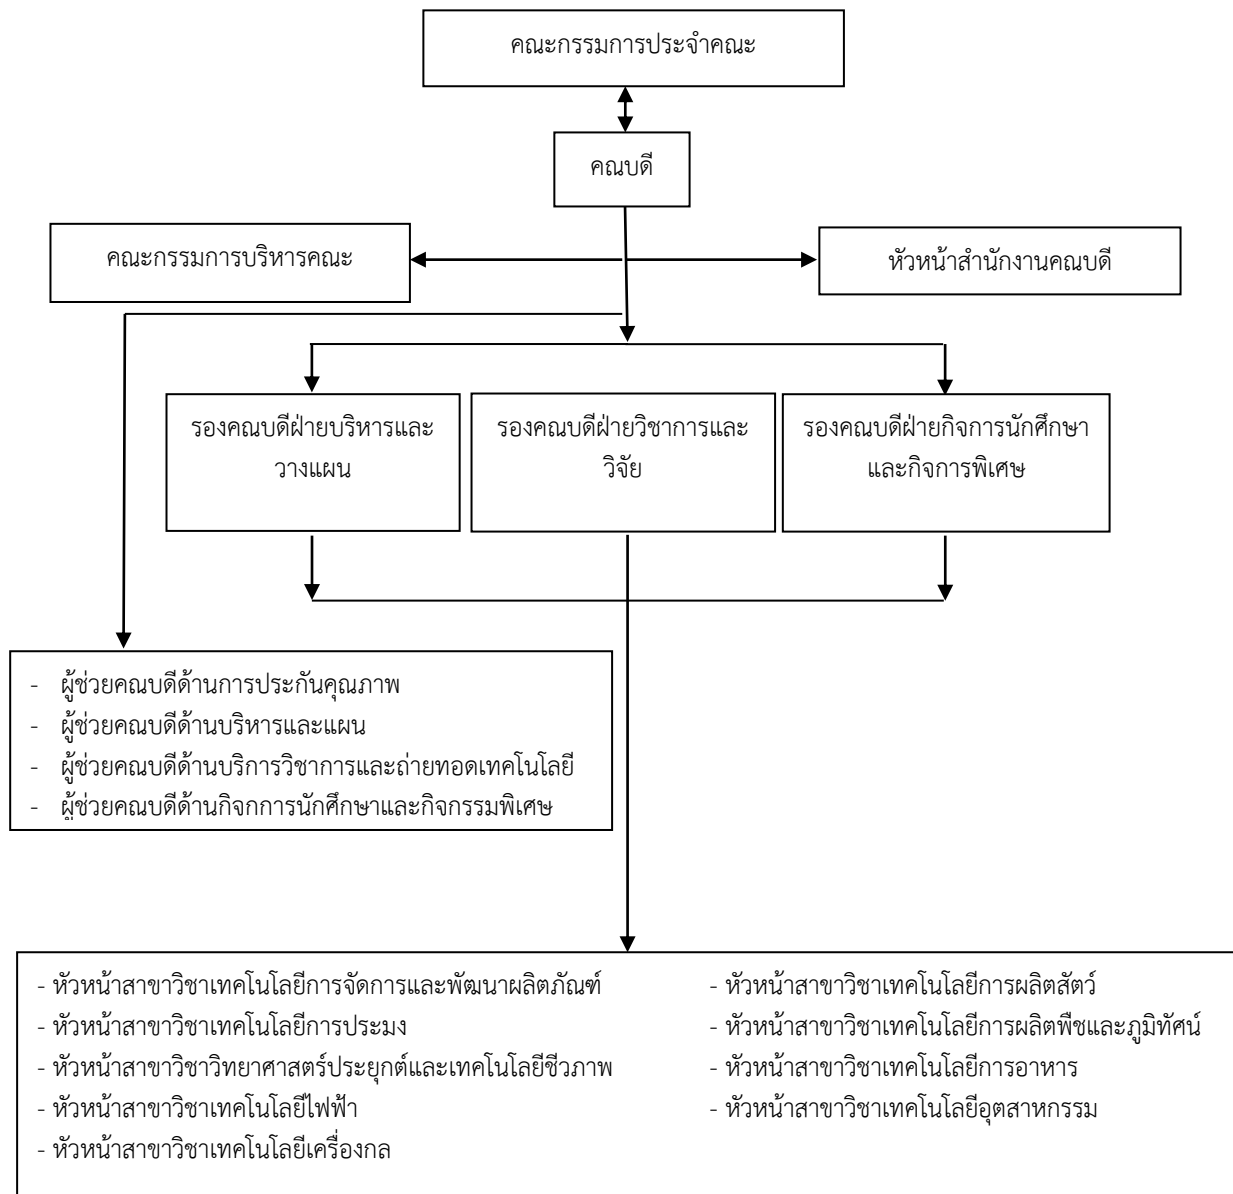 คณะกรรมการประจำคณะ
คณบดี
คณะกรรมการบริหารคณะ
หัวหน้าสำนักงานคณบดี
รองคณบดีฝ่ายบริหารและ
วางแผน
รองคณบดีฝ่ายวิชาการและ
วิจัย
รองคณบดีฝ่ายกิจการนักศึกษา
และกิจการพิเศษ
- ผู้ช่วยคณบดีด้านการประกันคุณภาพ
- ผู้ช่วยคณบดีด้านบริหารและแผน
- ผู้ช่วยคณบดีด้านบริการวิชาการและถ่ายทอดเทคโนโลยี
- ผู้ช่วยคณบดีด้านกิจกการนักศึกษาและกิจกรรมพิเศษ
- หัวหน้าสาขาวิชาเทคโนโลยีการจัดการและพัฒนาผลิตภัณฑ์
- หัวหน้าสาขาวิชาเทคโนโลยีการประมง
- หัวหน้าสาขาวิชาวิทยาศาสตร์ประยุกต์และเทคโนโลยีชีวภาพ
- หัวหน้าสาขาวิชาเทคโนโลยีไฟฟ้า
- หัวหน้าสาขาวิชาเทคโนโลยีเครื่องกล
- หัวหน้าสาขาวิชาเทคโนโลยีการผลิตสัตว์
- หัวหน้าสาขาวิชาเทคโนโลยีการผลิตพืชและภูมิทัศน์
- หัวหน้าสาขาวิชาเทคโนโลยีการอาหาร
- หัวหน้าสาขาวิชาเทคโนโลยีอุตสาหกรรม